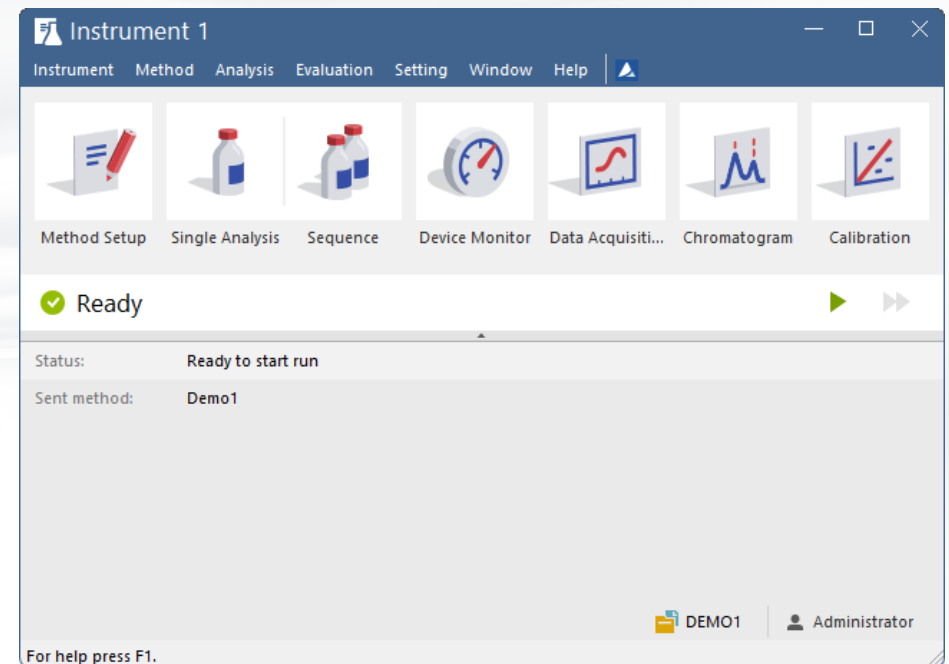 Instrument 1
Instrument Method Analysis Evaluation Setting Window Help
Method Setup Single Analysis Sequence Device Monitor Data Acquisiti... Chromatogram Calibration
Ready
Status: Ready to start run
Sent method: Demo1
DEMO1 Administrator
For help press F1.